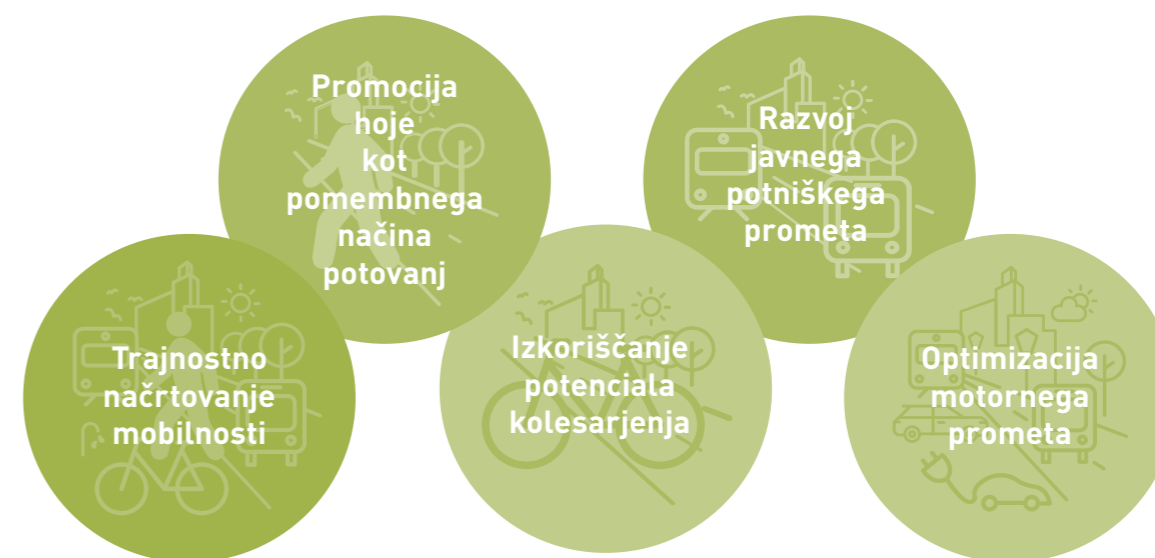 Trajnostno
načrtovanje
mobilnosti
Promocija
hoje
kot
pomembnega
načina
potovanj
Izkoriščanje
potenciala
kolesarjenja
Razvoj
javnega
potniškega
prometa
Optimizacija
motornega
prometa